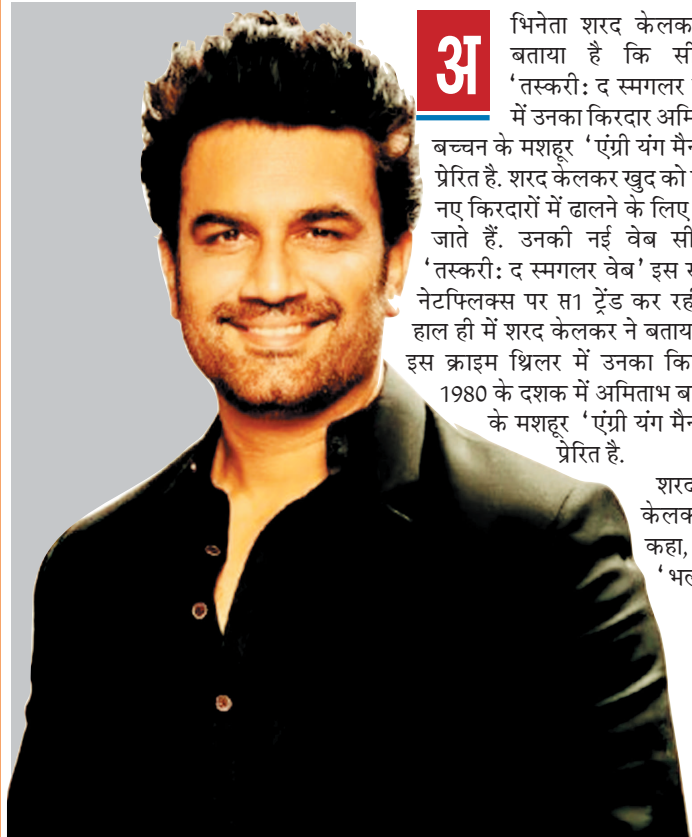 अ
भिनेता शरद केलक
बताया है कि सी
‘तस्करी: द स्मगलर
में उनका किरदार अमि
बच्चन के मशहूर ‘एंग्री यंग मैन
प्रेरित है. शरद केलकर खुद को
नए किरदारों में ढालने के लिए
जाते हैं. उनकी नई वेब सी
‘तस्करी: द स्मगलर वेब’ इस स
नेटफ्लिक्स पर ₹1 ट्रेंड कर रही
हाल ही में शरद केलकर ने बताया
इस क्राइम थ्रिलर में उनका कि
1980 के दशक में अमिताभ ब
के मशहूर ‘एंग्री यंग मैन
प्रेरित है.
शरद
केलक
कहा,
‘भल